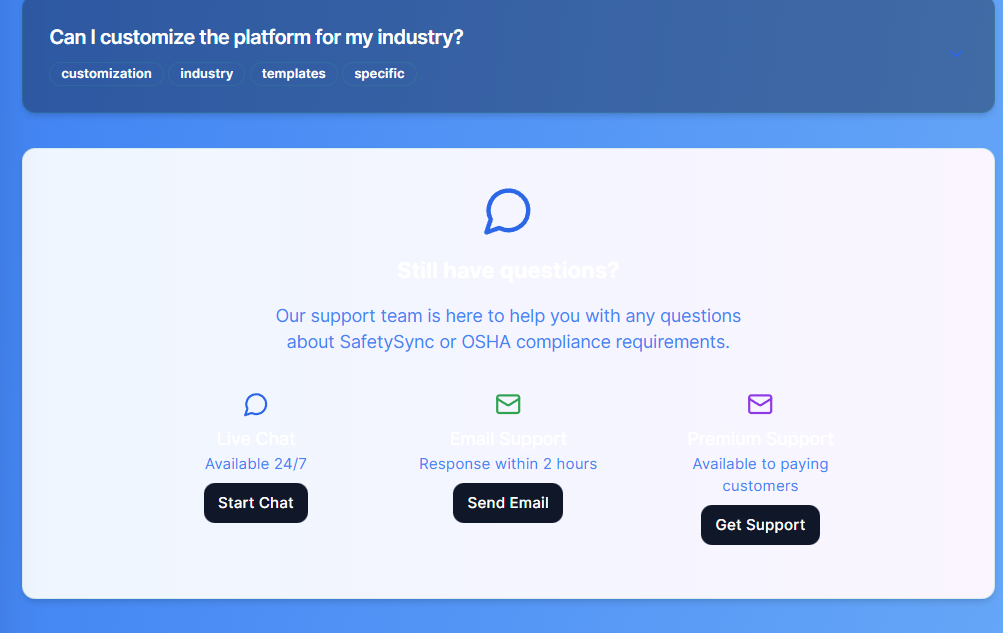 Can I customize the platform for my industry?
customization industry templates specific
Still have questions?
Our support team is here to help you with any questions
about SafetySync or OSHA compliance requirements.
Live Chat
Available 24/7
Start Chat
Email Support
Response within 2 hours
Send Email
Premium Support
Available to paying
customers
Get Support